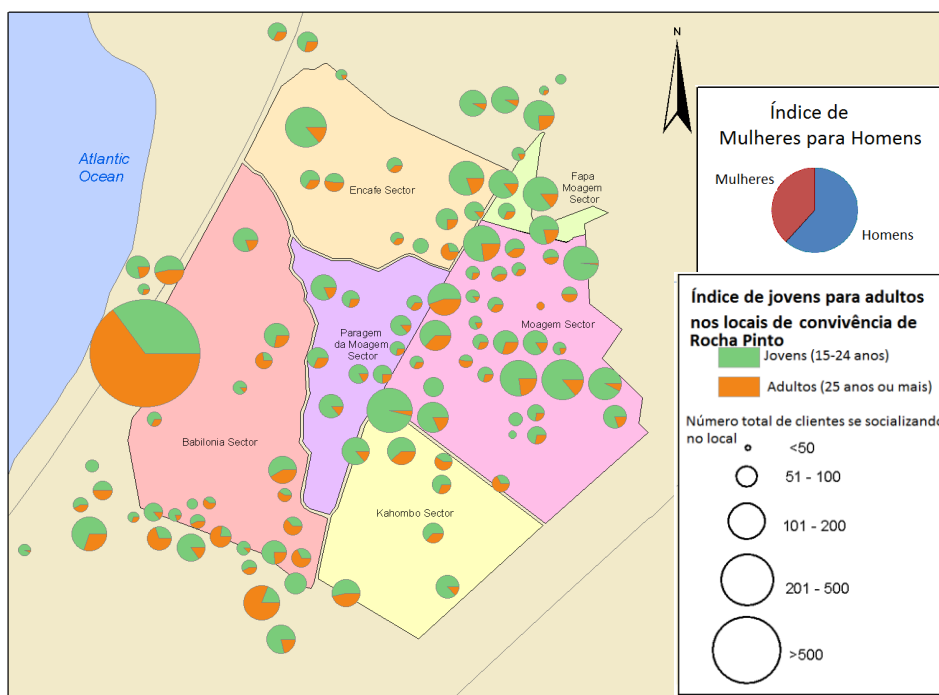 Atlantic
Ocean
Encafe Sector
Fapa
Moagem
Sector
Paragem
da Moagem
Sector
Moagem Sector
Babilonia Sector
Kahombo Sector
N
Índice de
Mulheres para Homens
Mulheres
Homens
Índice de jovens para adultos
nos locais de convivência de
Rocha Pinto
Jovens (15-24 anos)
Adultos (25 anos ou mais)
Número total de clientes se socializando
no local
<50
51 - 100
101 - 200
201 - 500
>500